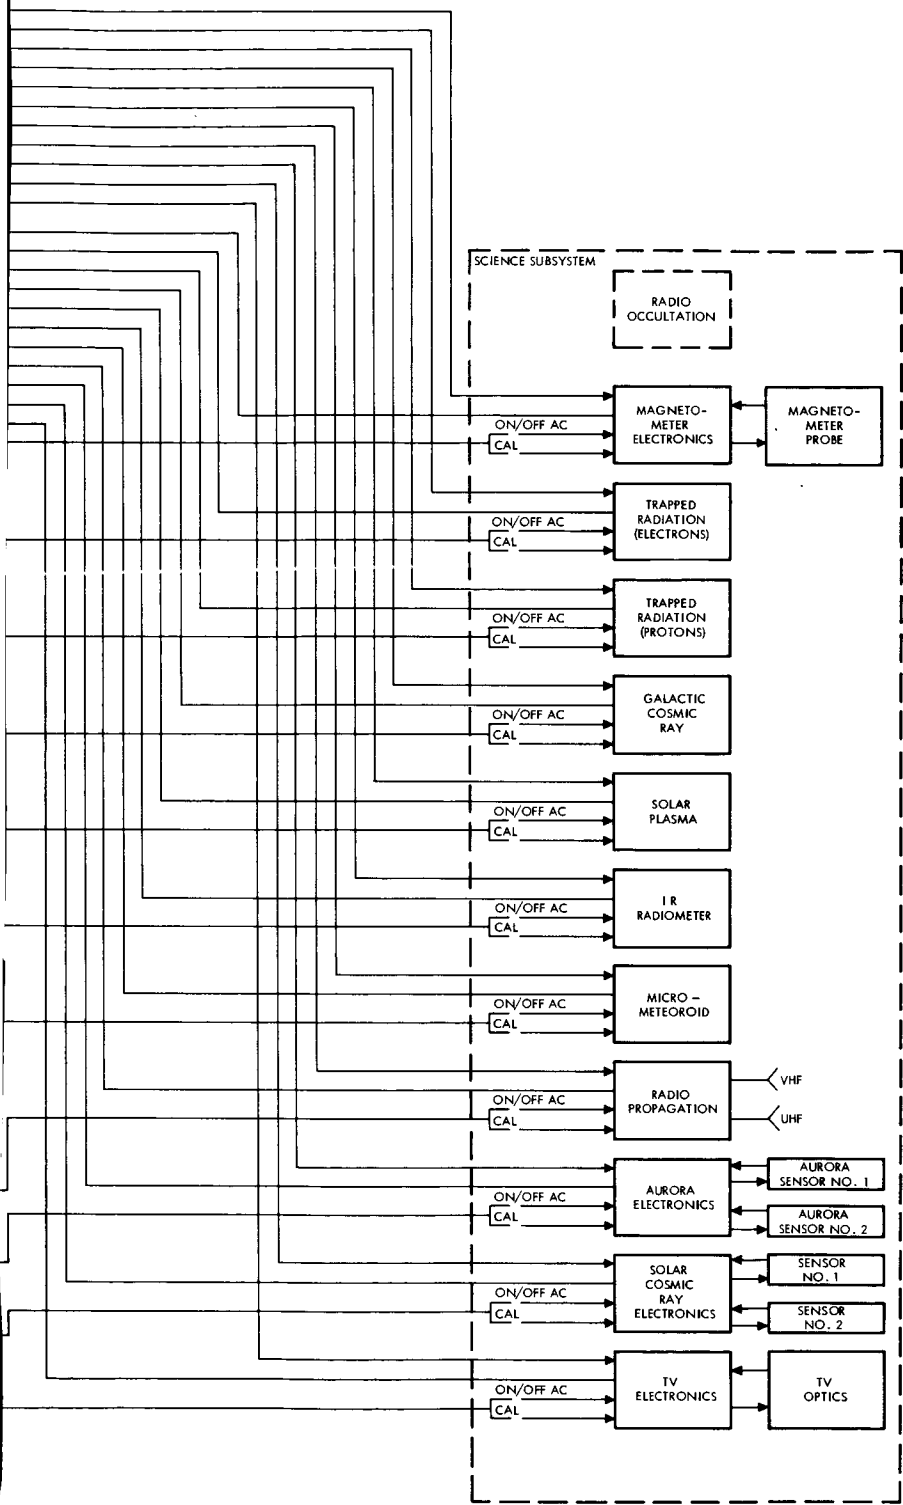 SCIENCE SUBSYSTEM
RADIO
OCCULTATION
MAGNETO-
METER
ELECTRONICS
MAGNETO-
METER
PROBE
ON/OFF AC
CAL
TRAPPED
RADIATION
(ELECTRONS)
ON/OFF AC
CAL
TRAPPED
RADIATION
(PROTONS)
ON/OFF AC
CAL
GALACTIC
COSMIC
RAY
ON/OFF AC
CAL
SOLAR
PLASMA
ON/OFF AC
CAL
I R
RADIOMETER
ON/OFF AC
CAL
MICRO-
METEOROID
ON/OFF AC
CAL
RADIO
PROPAGATION
VHF
UHF
ON/OFF AC
CAL
AURORA
ELECTRONICS
AURORA
SENSOR NO. 1
AURORA
SENSOR NO. 2
ON/OFF AC
CAL
SOLAR
COSMIC
RAY
ELECTRONICS
SENSOR
NO. 1
SENSOR
NO. 2
ON/OFF AC
CAL
TV
ELECTRONICS
TV
OPTICS
ON/OFF AC
CAL